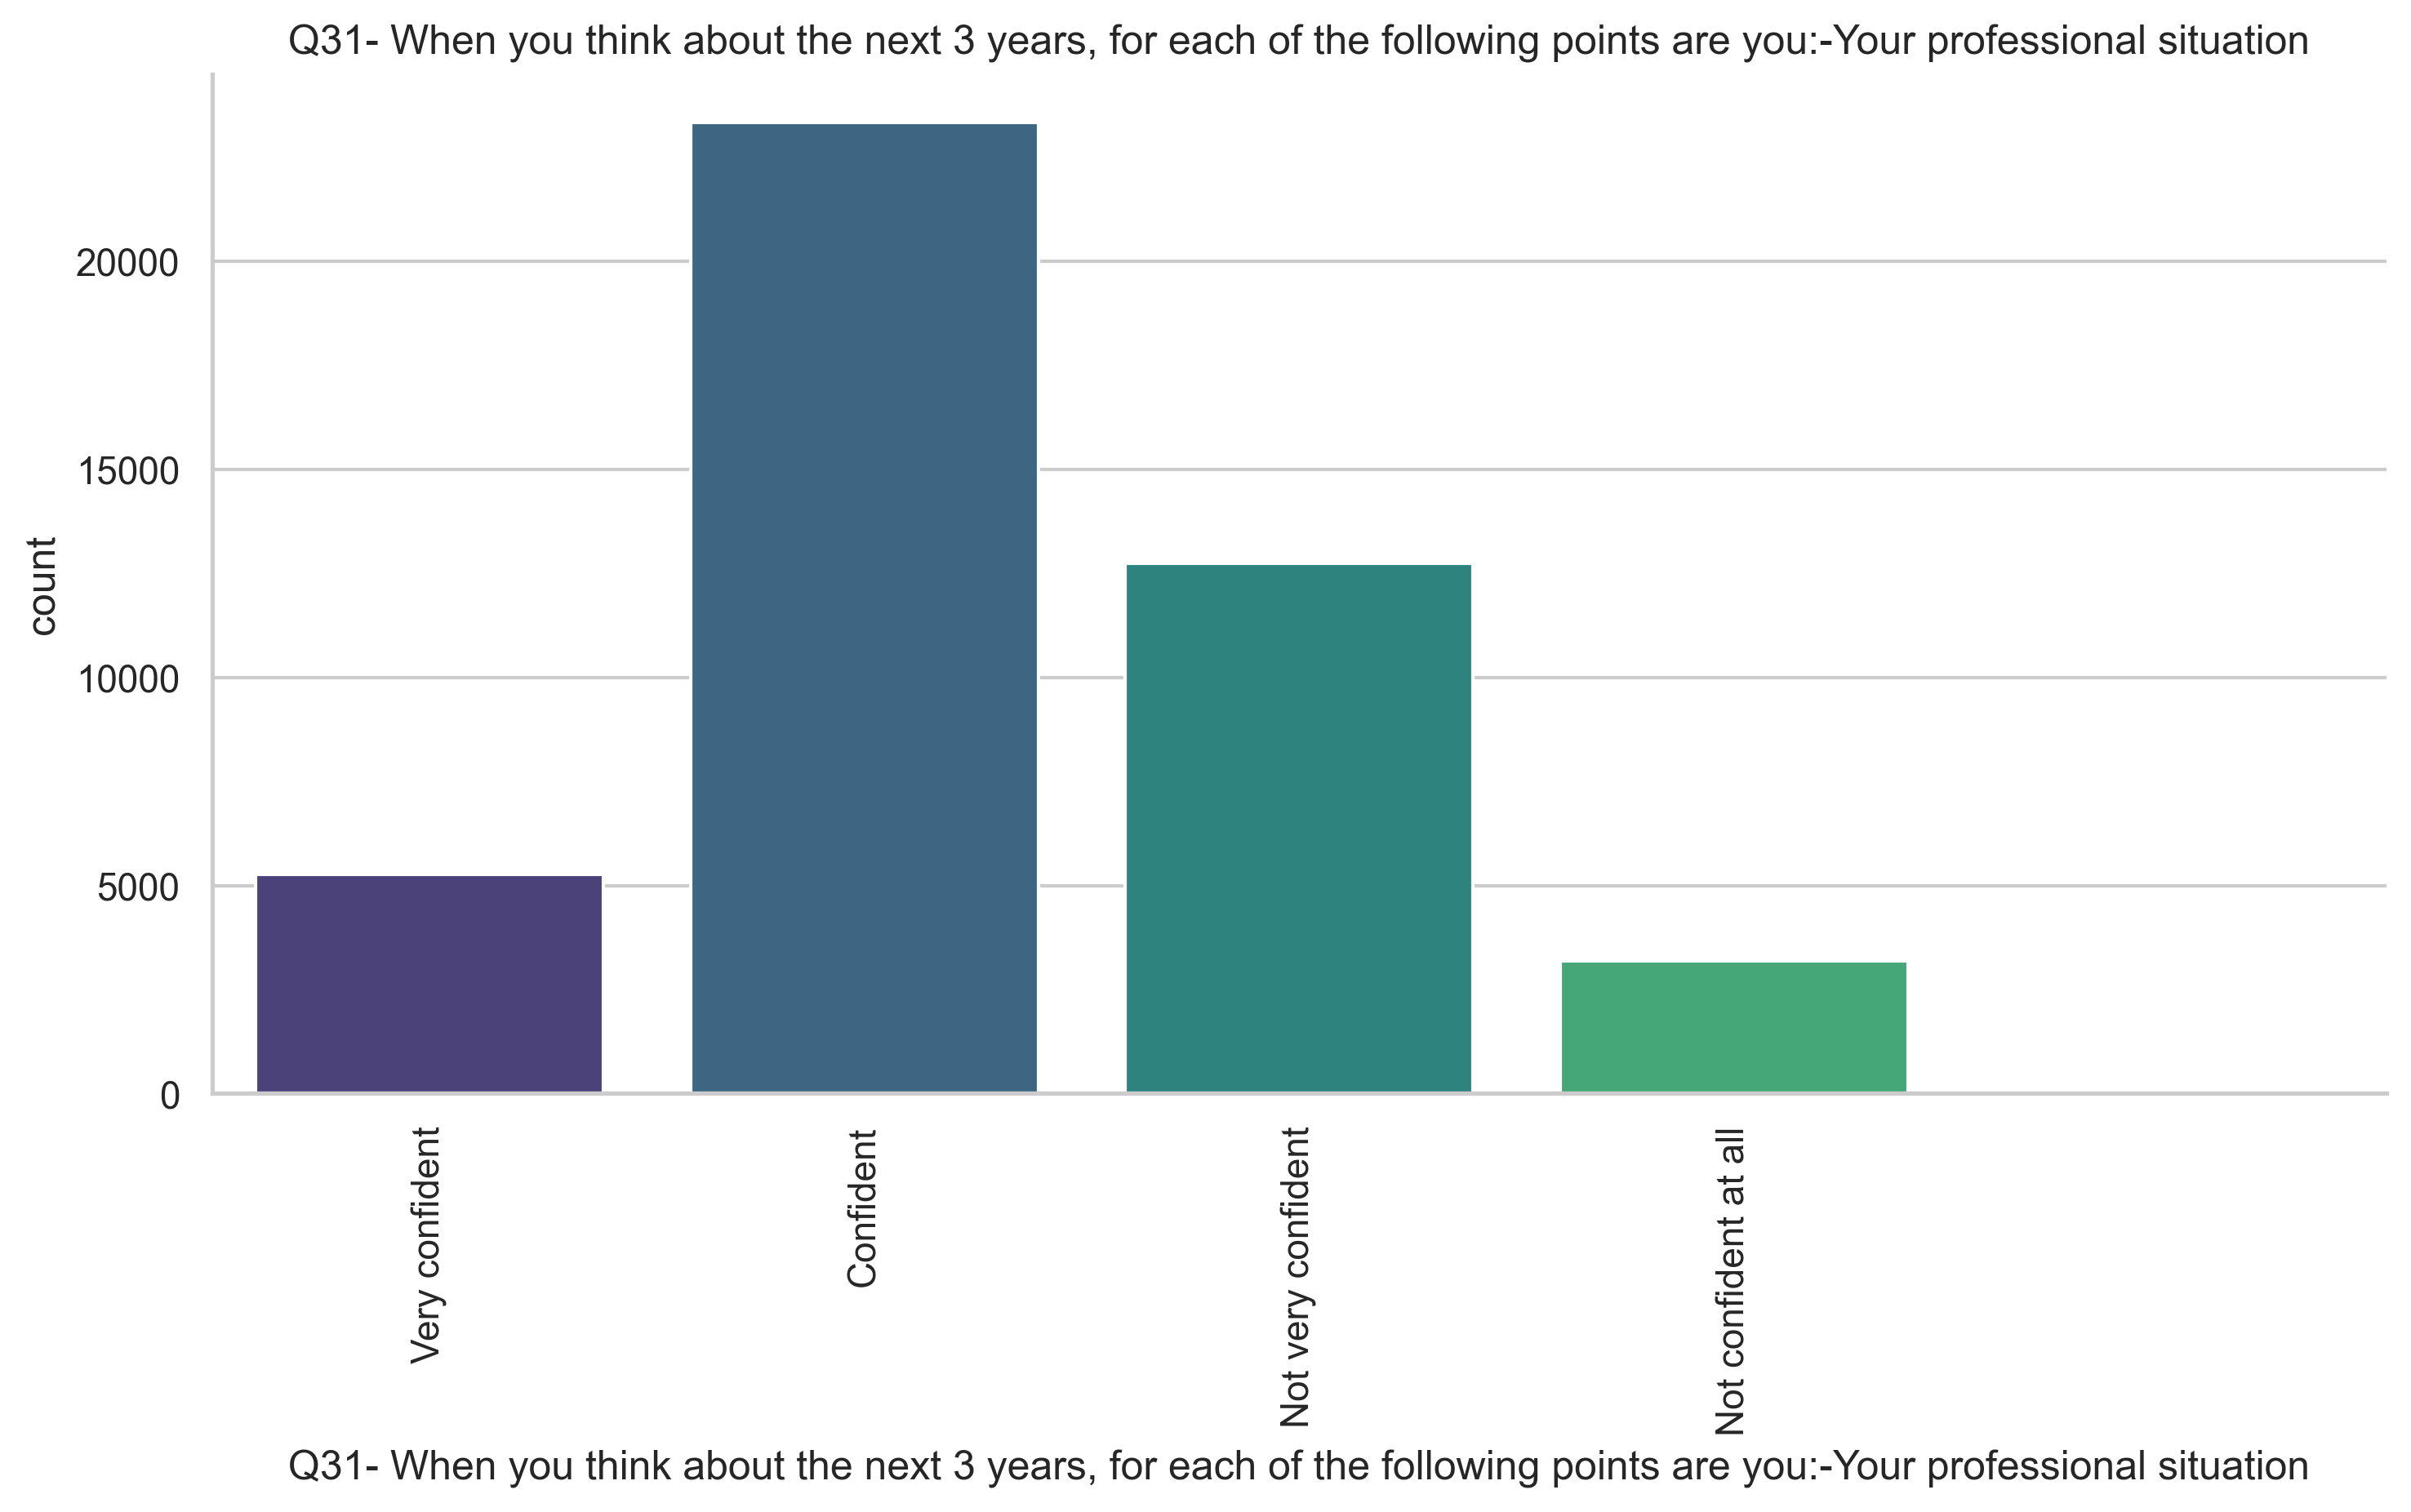 Q31- When you think about the next 3 years, for each of the following points are you:-Your professional situation
20000
15000
10000
5000
0
count
Very confident
Confident
Not very confident
Not confident at all
Q31- When you think about the next 3 years, for each of the following points are you:-Your professional situation